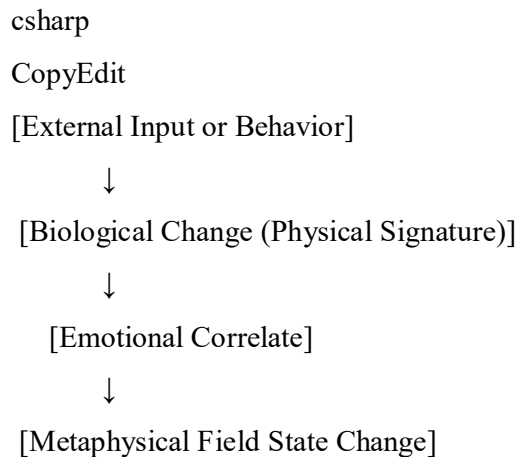 csharp
CopyEdit
[External Input or Behavior]
↓
[Biological Change (Physical Signature)]
↓
[Emotional Correlate]
↓
[Metaphysical Field State Change]